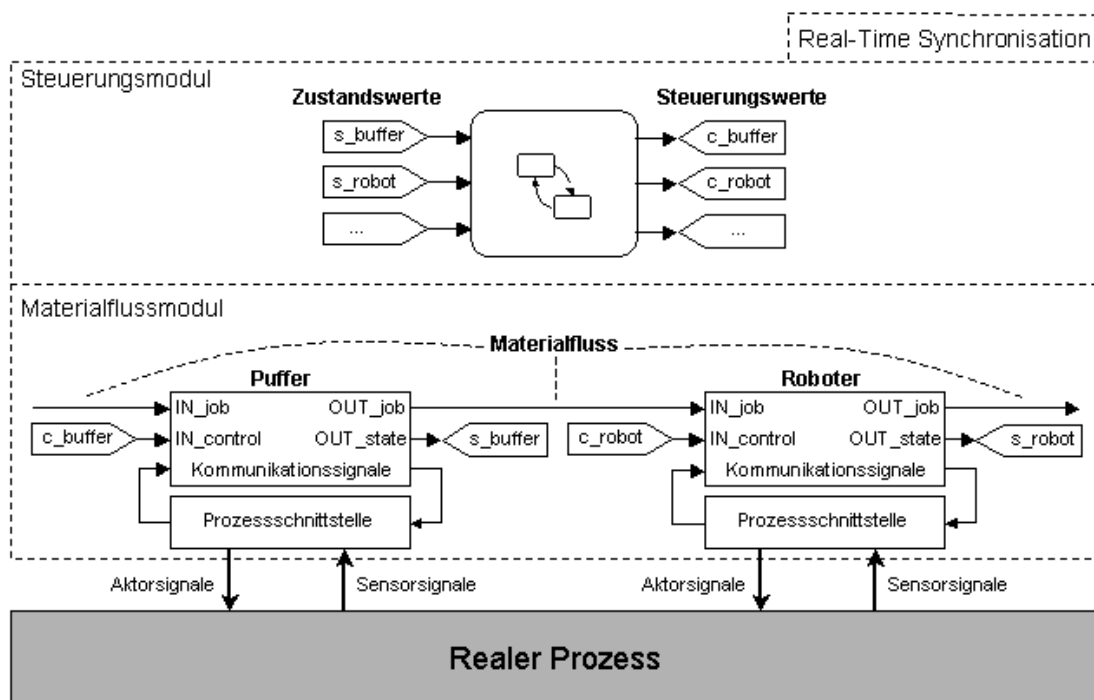 Real-Time Synchronisation
Steuerungsmodul
Zustandswerte
Steuerungswerte
s_buffer
c_buffer
s_robot
c_robot
...
...
Materialflussmodul
Materialfluss
Puffer
Roboter
IN_job
OUT_job
IN_job
OUT_job
c_buffer
IN_control
OUT_state
s_buffer
c_robot
IN_control
OUT_state
s_robot
Kommunikationssignale
Kommunikationssignale
Prozessschnittstelle
Prozessschnittstelle
Aktorsignale
Sensorsignale
Aktorsignale
Sensorsignale
Realer Prozess